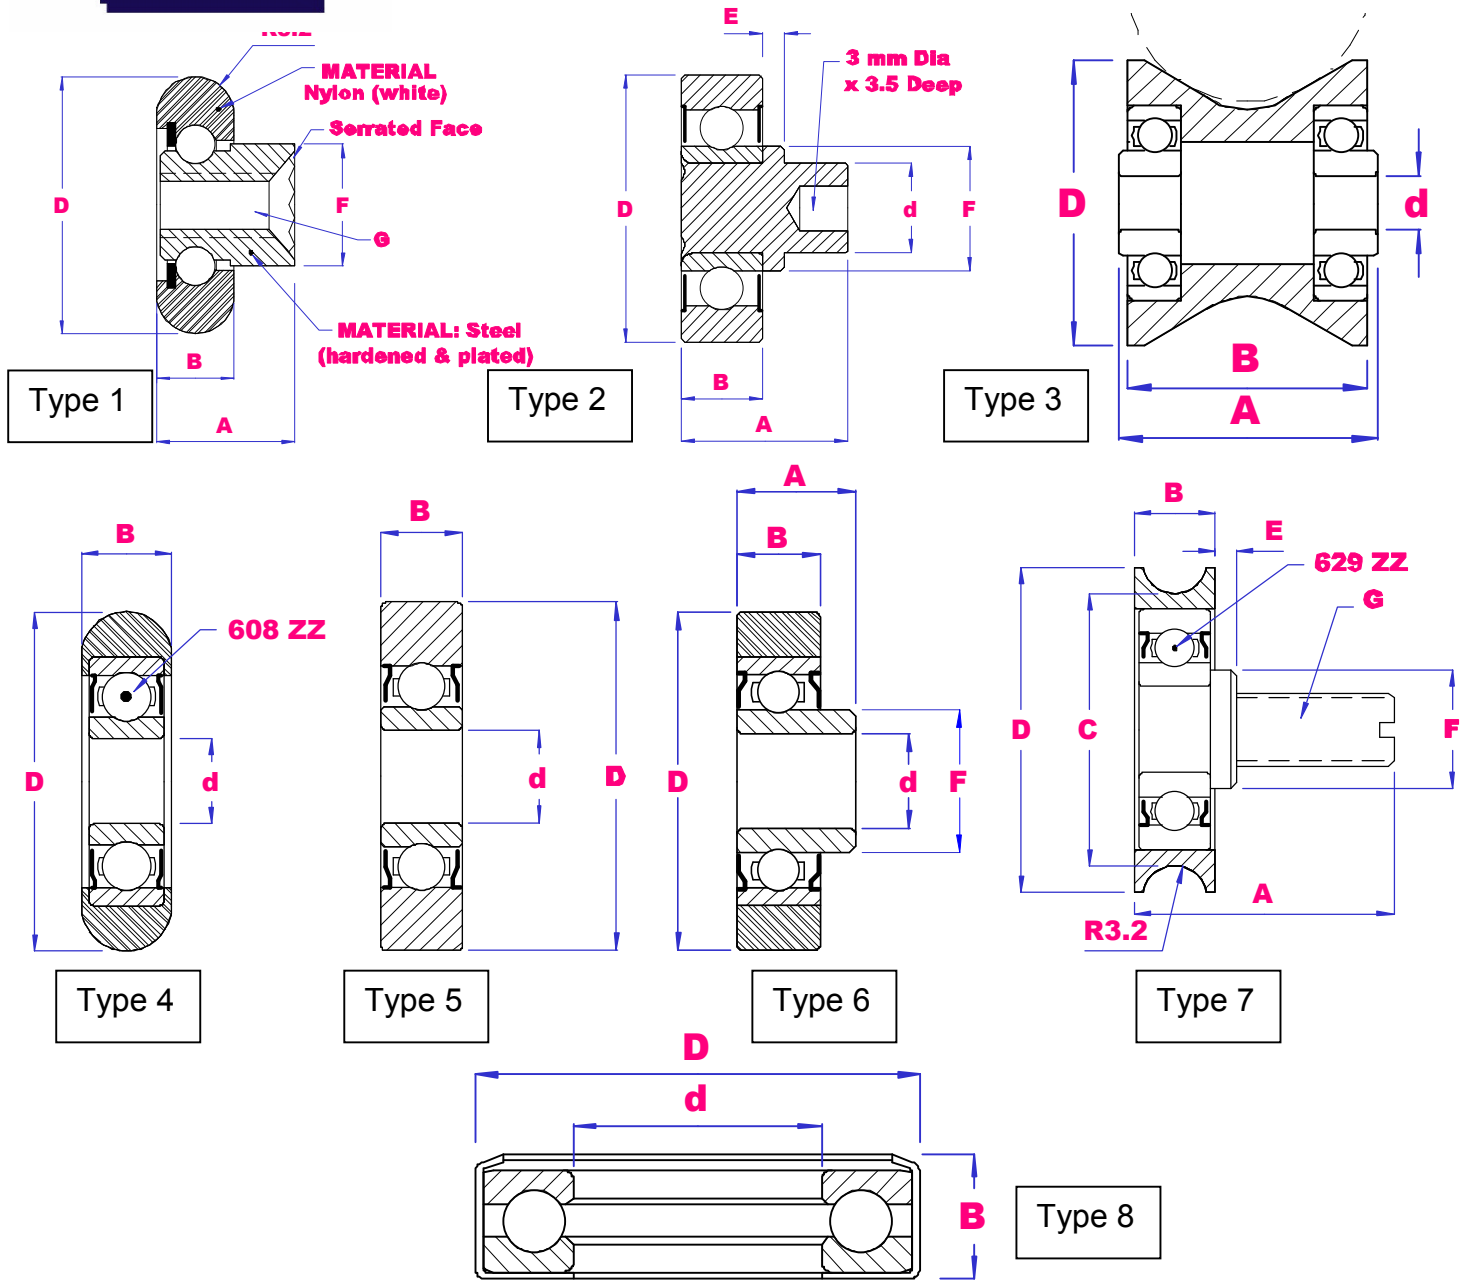 MATERIAL
Nylon (white)
Serrated Face
D
F
G
MATERIAL: Steel
(hardened & plated)
B
A
Type 1
E
3 mm Dia
x 3.5 Deep
D
d
F
B
A
Type 2
D
d
B
A
Type 3
B
608 ZZ
D
d
Type 4
B
d
D
Type 5
A
B
D
d
F
Type 6
B
E
629 ZZ
G
D
C
F
A
R3.2
Type 7
D
d
B
Type 8